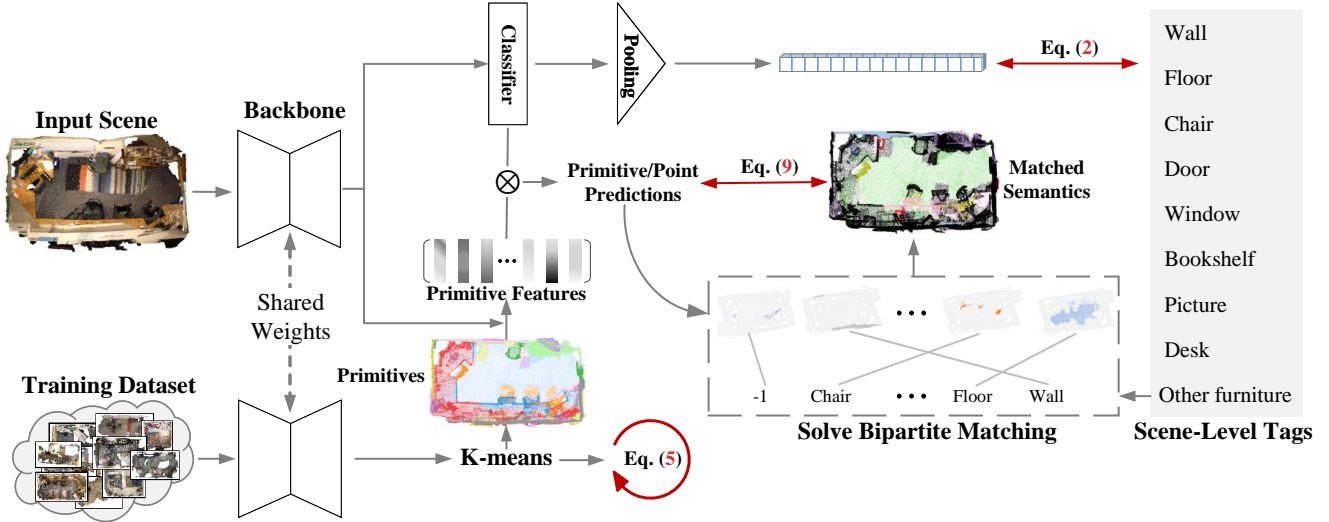 Input Scene
Backbone
Classifier
Pooling
Eq. (2)
Wall
Floor
Chair
Door
Window
Bookshelf
Picture
Desk
Other furniture
Scene-Level Tags
Primitive/Point
Predictions
Eq. (9)
Matched
Semantics
Primitive Features
Shared
Weights
Primitives
-1
Chair
Floor
Wall
Solve Bipartite Matching
Training Dataset
K-means
Eq. (5)